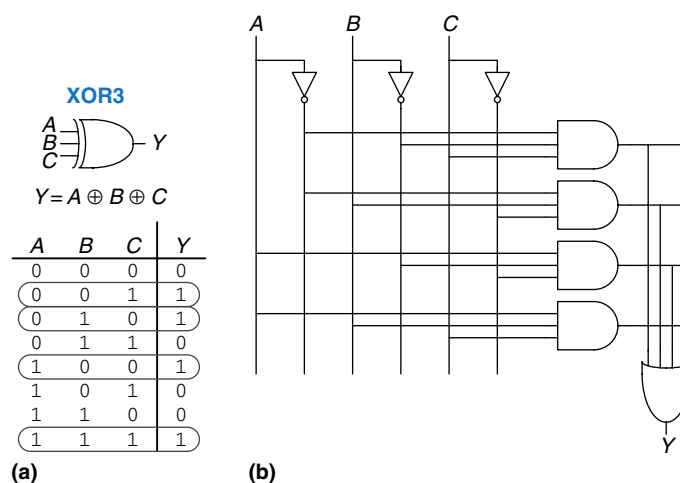 XOR3
A
B
C
Y
Y = A ⊕ B ⊕ C
A B C Y
0 0 0 0
0 0 1 1
0 1 0 1
0 1 1 0
1 0 0 1
1 0 1 0
1 1 0 0
1 1 1 1
(a)
A B C
Y
(b)